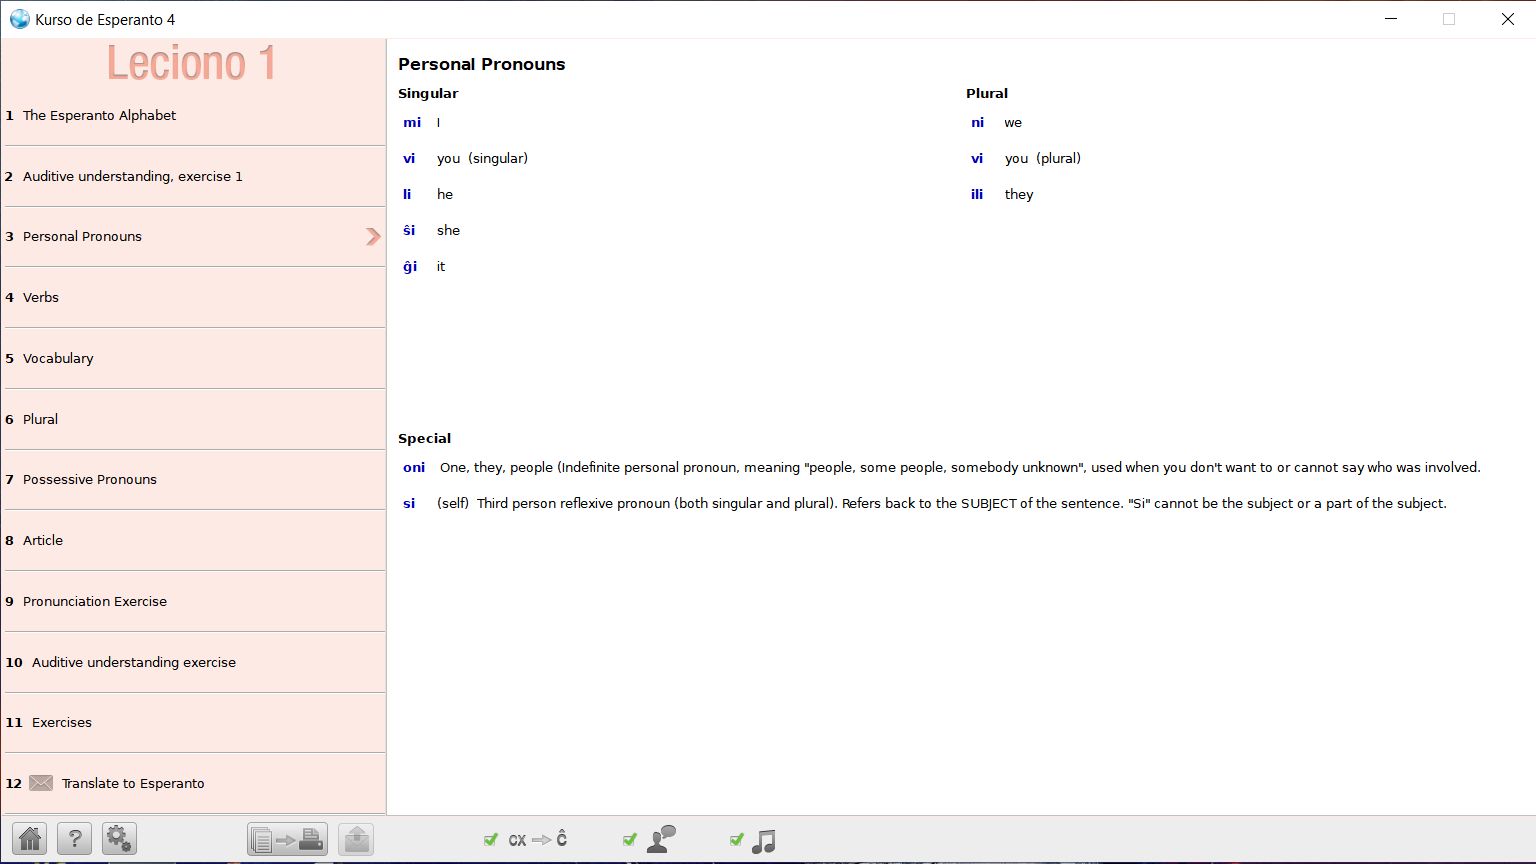 Kurso de Esperanto 4
Leciono 1
1 The Esperanto Alphabet
2 Auditive understanding, exercise 1
3 Personal Pronouns
4 Verbs
5 Vocabulary
6 Plural
7 Possessive Pronouns
8 Article
9 Pronunciation Exercise
10 Auditive understanding exercise
11 Exercises
12 Translate to Esperanto
Personal Pronouns
Singular
mi I
vi you (singular)
li he
ŝi she
ĝi it
Plural
ni we
vi you (plural)
ili they
Special
oni One, they, people (Indefinite personal pronoun, meaning "people, some people, somebody unknown", used when you don't want to or cannot say who was involved.
si (self) Third person reflexive pronoun (both singular and plural). Refers back to the SUBJECT of the sentence. "Si" cannot be the subject or a part of the subject.
?
cx Ĉ